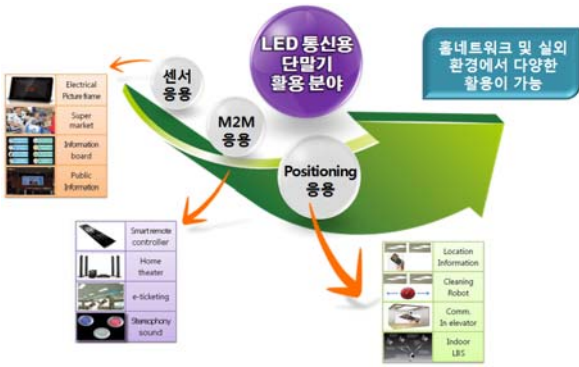 LED 통신용
단말기
활용 분야
홈네트워크 및 실외
환경에서 다양한
활용이 가능
센서
응용
M2M
응용
Positioning
응용
Electrical
Picture frame
Super
market
Information
board
Public
Information
Smart remote
controller
Home
theater
e-ticketing
Stereophony
sound
Location
Information
Cleaning
Robot
Comm.
In elevator
Indoor
LBS